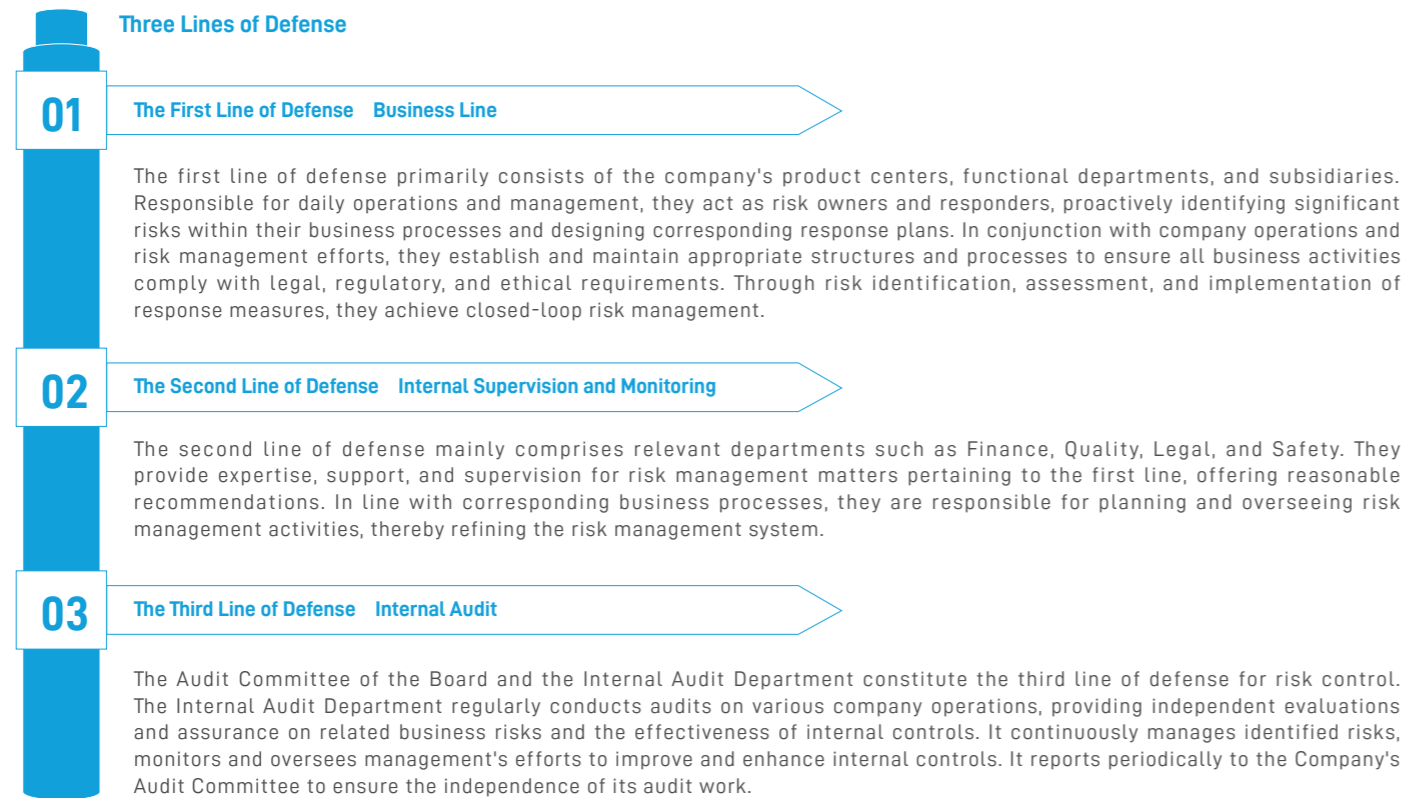 Three Lines of Defense
01
The First Line of Defense Business Line
The first line of defense primarily consists of the company's product centers, functional departments, and subsidiaries.
Responsible for daily operations and management, they act as risk owners and responders, proactively identifying significant
risks within their business processes and designing corresponding response plans. In conjunction with company operations and
risk management efforts, they establish and maintain appropriate structures and processes to ensure all business activities
comply with legal, regulatory, and ethical requirements. Through risk identification, assessment, and implementation of
response measures, they achieve closed-loop risk management.
02
The Second Line of Defense Internal Supervision and Monitoring
The second line of defense mainly comprises relevant departments such as Finance, Quality, Legal, and Safety. They
provide expertise, support, and supervision for risk management matters pertaining to the first line, offering reasonable
recommendations. In line with corresponding business processes, they are responsible for planning and overseeing risk
management activities, thereby refining the risk management system.
03
The Third Line of Defense Internal Audit
The Audit Committee of the Board and the Internal Audit Department constitute the third line of defense for risk control.
The Internal Audit Department regularly conducts audits on various company operations, providing independent evaluations
and assurance on related business risks and the effectiveness of internal controls. It continuously manages identified risks,
monitors and oversees management's efforts to improve and enhance internal controls. It reports periodically to the Company's
Audit Committee to ensure the independence of its audit work.